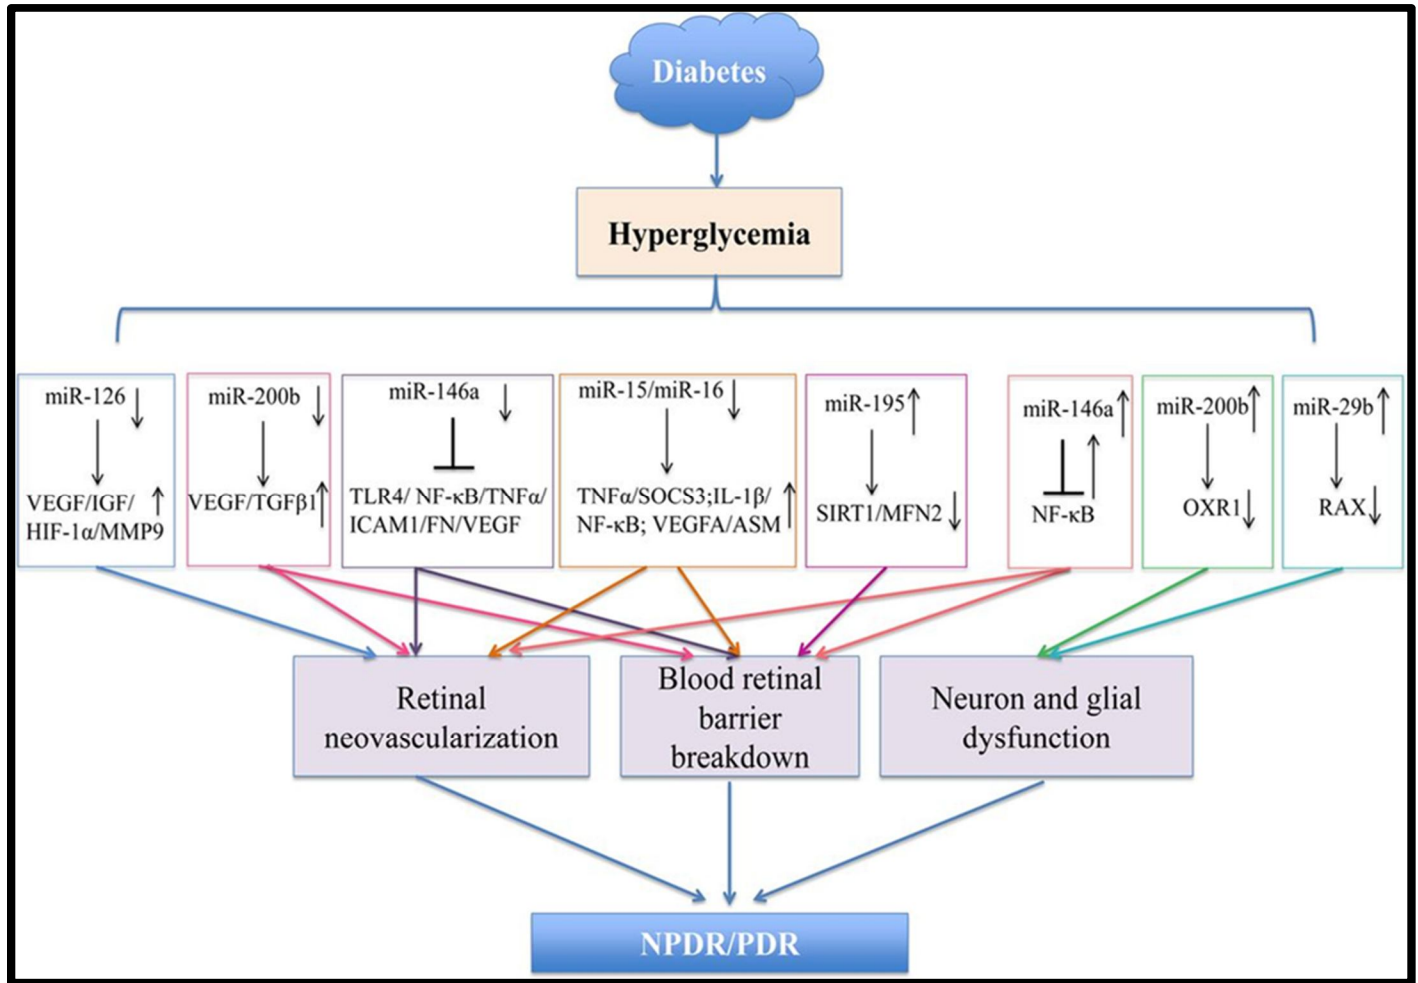 Diabetes
Hyperglycemia
miR-126
VEGF/IGF/
HIF-1α/MMP9
miR-200b
VEGF/TGFβ1
miR-146a
TLR4/ NF-κB/TNFα/
ICAM1/FN/VEGF
miR-15/miR-16
TNFα/SOCS3;IL-1β/
NF-κB; VEGFA/ASM
miR-195
SIRT1/MFN2
miR-146a
NF-κB
miR-200b
OXR1
miR-29b
RAX
Retinal
neovascularization
Blood retinal
barrier
breakdown
Neuron and glial
dysfunction
NPDR/PDR